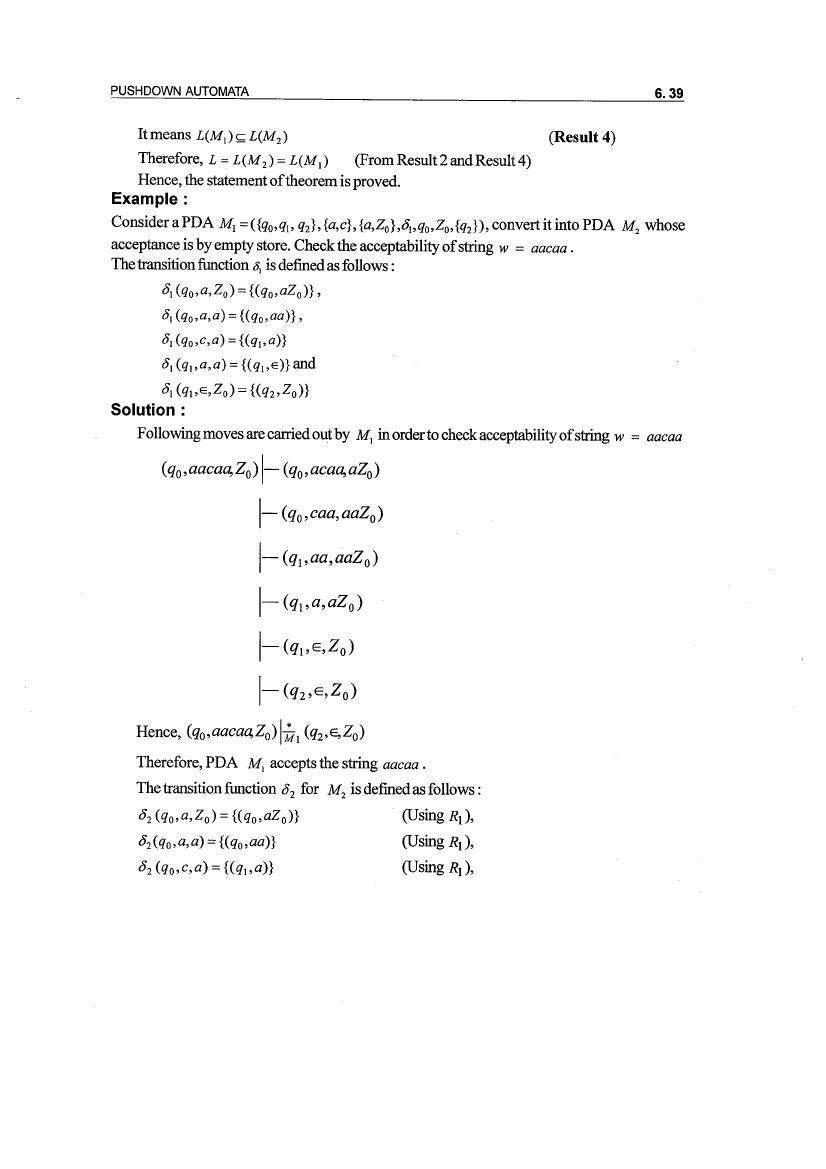 PUSHDOWN AUTOMATA 6.39
It means L(M₁) ⊆ L(M₂) (Result 4)
Therefore, L = L(M₂) = L(M₁) (From Result 2 and Result 4)
Hence, the statement of theorem is proved.
Example :
Consider a PDA M₁ = ({q₀,q₁, q₂},{a,c},{a,Z₀},δ₁,q₀,Z₀,{q₂}), convert it into PDA M₂ whose
acceptance is by empty store. Check the acceptability of string w = aacaa .
The transition function δ₁ is defined as follows :
δ₁ (q₀,a,Z₀) = {(q₀,aZ₀)} ,
δ₁ (q₀,a,a) = {(q₀,aa)} ,
δ₁ (q₀,c,a) = {(q₁,a)}
δ₁ (q₁,a,a) = {(q₁,∈)} and
δ₁ (q₁,∈,Z₀) = {(q₂,Z₀)}
Solution :
Following moves are carried out by M₁ in order to check acceptability of string w = aacaa
(q₀,aacaa,Z₀) |— (q₀,acaa,aZ₀)
|— (q₀,caa,aaZ₀)
|— (q₁,aa,aaZ₀)
|— (q₁,a,aZ₀)
|— (q₁,∈,Z₀)
|— (q₂,∈,Z₀)
Hence, (q₀,aacaa,Z₀) |*—M₁ (q₂,∈,Z₀)
Therefore, PDA M₁ accepts the string aacaa .
The transition function δ₂ for M₂ is defined as follows :
δ₂ (q₀,a,Z₀) = {(q₀,aZ₀)} (Using R₁ ),
δ₂(q₀,a,a) = {(q₀,aa)} (Using R₁ ),
δ₂ (q₀,c,a) = {(q₁,a)} (Using R₁ ),